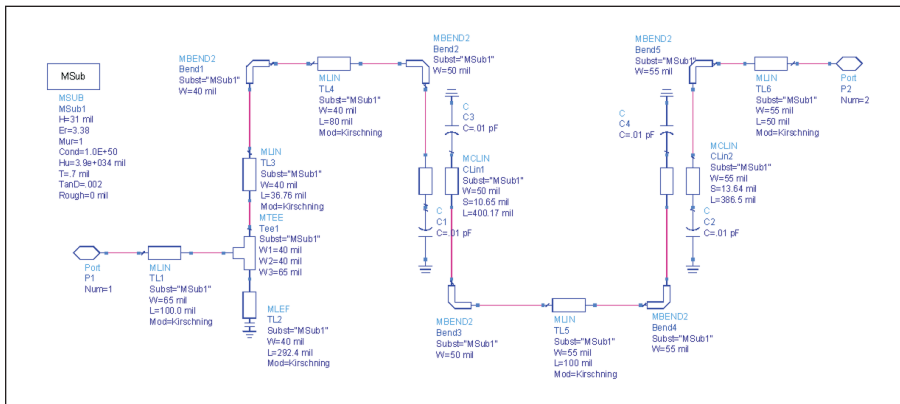 MSub
MSUB
MSub1
H=31 mil
Er=3.38
Mur=1
Cond=1.0E+50
Hu=3.9e+034 mil
T=.7 mil
TanD=.002
Rough=0 mil
Port
P1
Num=1
MLIN
TL1
Subst="MSub1"
W=65 mil
L=100.0 mil
Mod=Kirschning
MBEND2
Bend1
Subst="MSub1"
W=40 mil
MLIN
TL3
Subst="MSub1"
W=40 mil
L=36.76 mil
Mod=Kirschning
MTEE
Tee1
Subst="MSub1"
W1=40 mil
W2=40 mil
W3=65 mil
MLEF
TL2
Subst="MSub1"
W=40 mil
L=292.4 mil
Mod=Kirschning
MLIN
TL4
Subst="MSub1"
W=40 mil
L=80 mil
Mod=Kirschning
MBEND2
Bend2
Subst="MSub1"
W=50 mil
C
C3
C=.01 pF
MCLIN
CLin1
Subst="MSub1"
W=50 mil
S=10.65 mil
L=400.17 mil
C
C1
C=.01 pF
MBEND2
Bend3
Subst="MSub1"
W=50 mil
MLIN
TL5
Subst="MSub1"
W=55 mil
L=100 mil
Mod=Kirschning
MBEND2
Bend4
Subst="MSub1"
W=55 mil
MBEND2
Bend5
Subst="MSub1"
W=55 mil
C
C4
C=.01 pF
MCLIN
CLin2
Subst="MSub1"
W=55 mil
S=13.64 mil
L=386.5 mil
C
C2
C=.01 pF
MLIN
TL6
Subst="MSub1"
W=55 mil
L=50 mil
Mod=Kirschning
Port
P2
Num=2